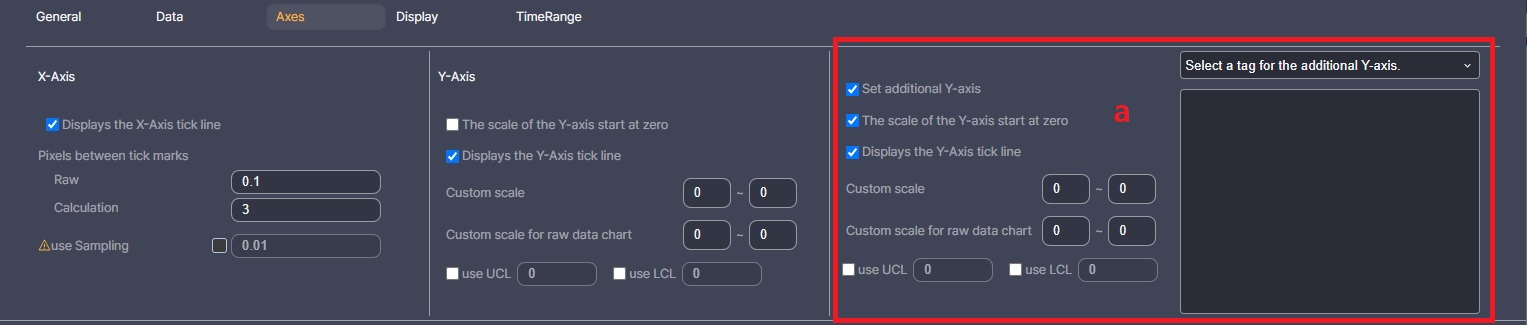 General Data Axes Display TimeRange
X-Axis
Displays the X-Axis tick line
Pixels between tick marks
Raw 0.1
Calculation 3
use Sampling 0.01
Y-Axis
The scale of the Y-axis start at zero
Displays the Y-Axis tick line
Custom scale 0 ~ 0
Custom scale for raw data chart 0 ~ 0
use UCL 0 use LCL 0
Set additional Y-axis
The scale of the Y-axis start at zero
Displays the Y-Axis tick line
Custom scale 0 ~ 0
Custom scale for raw data chart 0 ~ 0
use UCL 0 use LCL 0
a
Select a tag for the additional Y-axis.